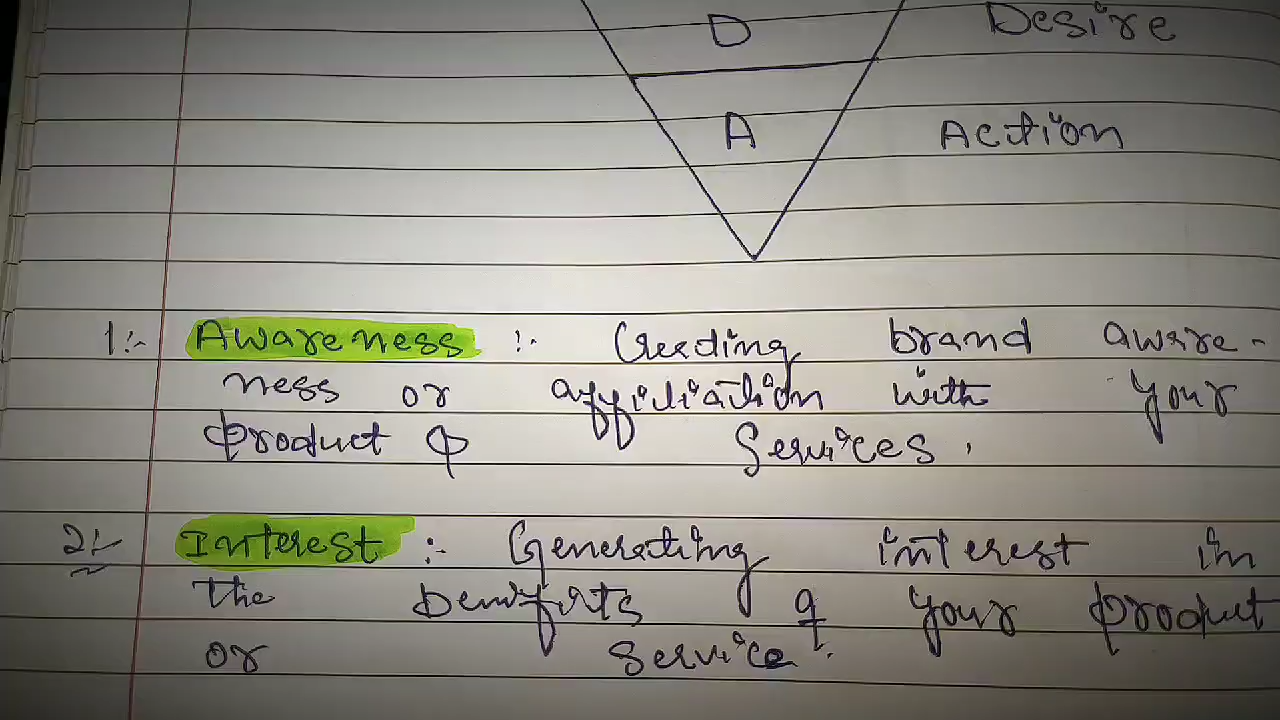 D Desire
A Action
1:- Awareness :- Creating brand aware-
ness or affiliation with your
product & Services.
2:- Interest :- Generating interest in
the benifits of your product
or service.